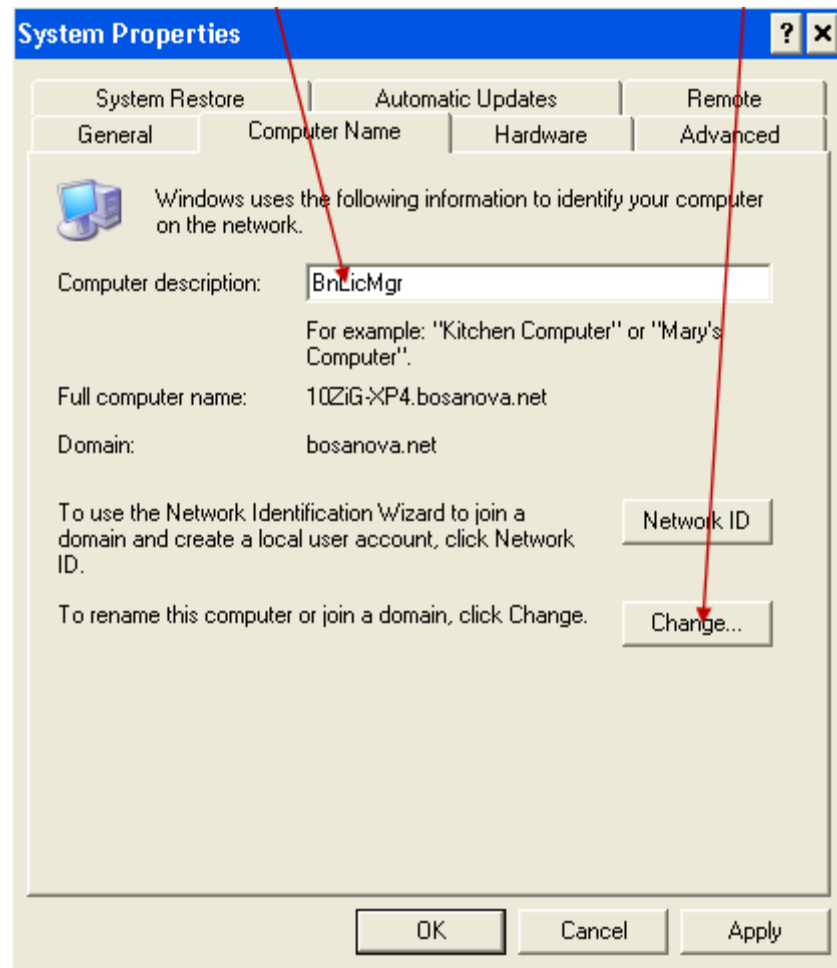 System Properties
System Restore
Automatic Updates
Remote
General
Computer Name
Hardware
Advanced
Windows uses the following information to identify your computer
on the network.
Computer description:
BnLicMgr
For example: "Kitchen Computer" or "Mary's
Computer".
Full computer name:
10ZiG-XP4.bosanova.net
Domain:
bosanova.net
To use the Network Identification Wizard to join a
domain and create a local user account, click Network
ID.
Network ID
To rename this computer or join a domain, click Change.
Change...
OK
Cancel
Apply